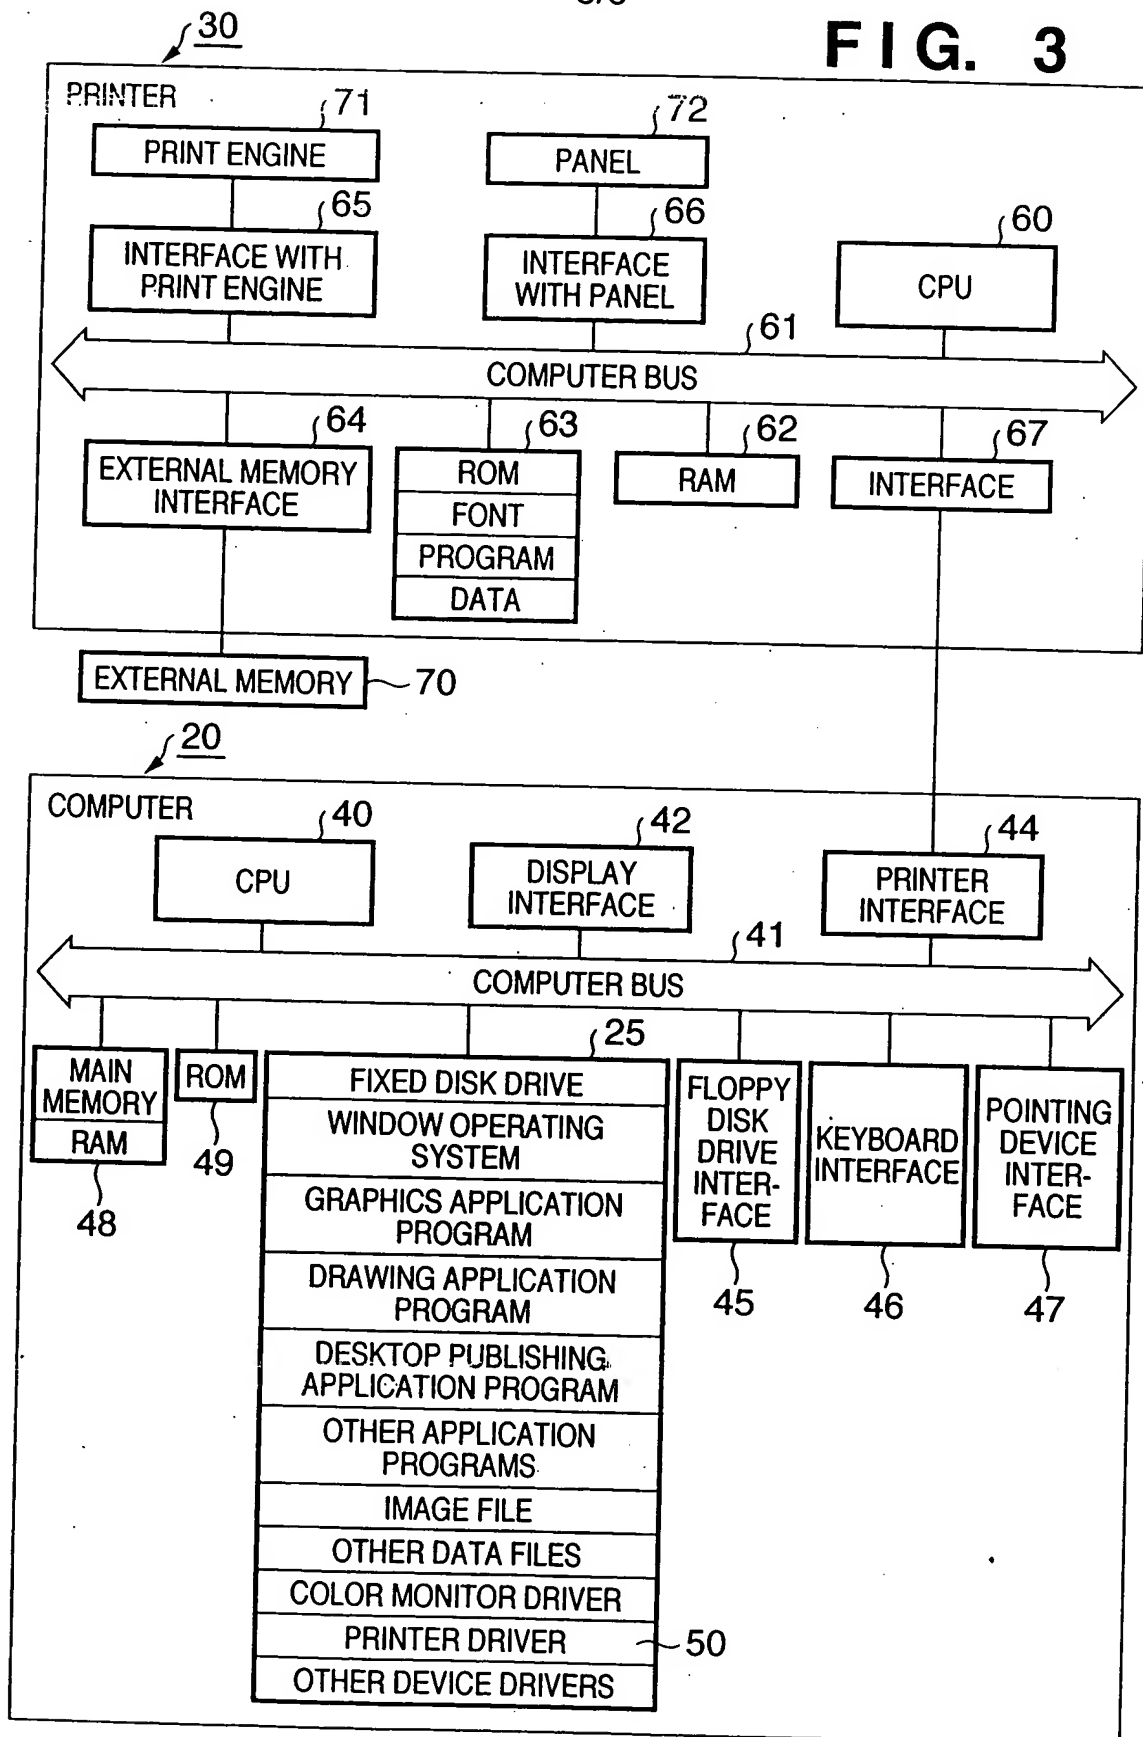 30
FIG. 3
PRINTER
71
72
PRINT ENGINE
PANEL
65
66
60
INTERFACE WITH
PRINT ENGINE
INTERFACE
WITH PANEL
CPU
61
COMPUTER BUS
64
63
62
67
EXTERNAL MEMORY
INTERFACE
ROM
FONT
PROGRAM
DATA
RAM
INTERFACE
EXTERNAL MEMORY
70
20
COMPUTER
40
42
44
CPU
DISPLAY
INTERFACE
PRINTER
INTERFACE
41
COMPUTER BUS
25
MAIN
MEMORY
RAM
48
ROM
49
FIXED DISK DRIVE
WINDOW OPERATING
SYSTEM
GRAPHICS APPLICATION
PROGRAM
DRAWING APPLICATION
PROGRAM
DESKTOP PUBLISHING
APPLICATION PROGRAM
OTHER APPLICATION
PROGRAMS
IMAGE FILE
OTHER DATA FILES
COLOR MONITOR DRIVER
PRINTER DRIVER
50
OTHER DEVICE DRIVERS
FLOPPY
DISK
DRIVE
INTER-
FACE
45
KEYBOARD
INTERFACE
46
POINTING
DEVICE
INTER-
FACE
47